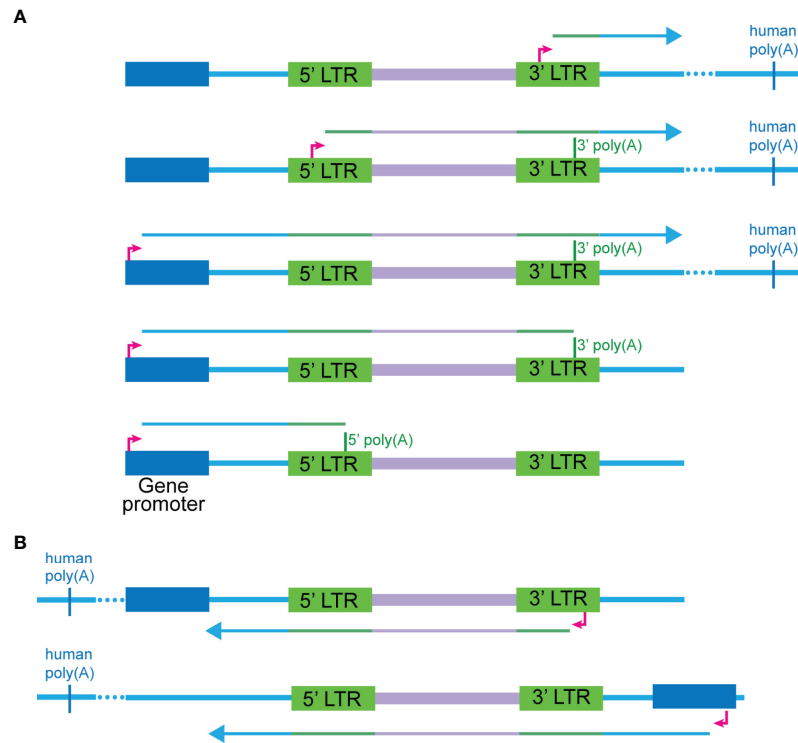 A
human
poly(A)
5’ LTR
3’ LTR
human
poly(A)
3’ poly(A)
5’ LTR
3’ LTR
human
poly(A)
3’ poly(A)
5’ LTR
3’ LTR
3’ poly(A)
5’ LTR
3’ LTR
5’ poly(A)
5’ LTR
3’ LTR
Gene
promoter
B
human
poly(A)
5’ LTR
3’ LTR
human
poly(A)
5’ LTR
3’ LTR